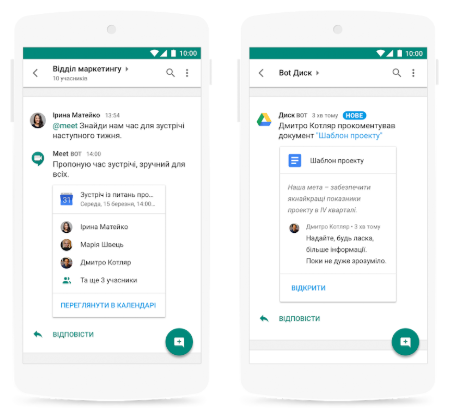 10:00
Відділ маркетингу
10 учасників
Ірина Матейко 13:54
@meet Знайди нам час для зустрічі
наступного тижня.
Meet BOT 14:00
Пропоную час зустрічі, зручний для
всіх.
31
Зустріч із питань про...
Середа, 15 березня, 14:00...
Ірина Матейко
Марія Швець
Дмитро Котляр
Та ще 3 учасники
ПЕРЕГЛЯНУТИ В КАЛЕНДАРІ
ВІДПОВІСТИ
10:00
Bot Диск
Диск BOT 3 хв тому НОВЕ
Дмитро Котляр прокоментував
документ "Шаблон проекту"
Шаблон проекту
Наша мета – забезпечити
якнайкращі показники
проекту в IV кварталі.
Дмитро Котляр • 3 хв тому
Надайте, будь ласка,
більше інформації.
Поки не дуже зрозуміло.
ВІДКРИТИ
ВІДПОВІСТИ